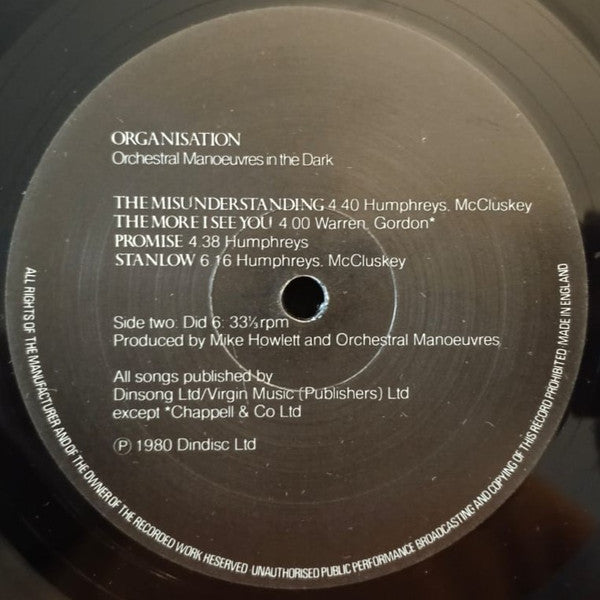 ORGANISATION
Orchestral Manoeuvres in the Dark
THE MISUNDERSTANDING 4.40 Humphreys, McCluskey
THE MORE I SEE YOU 4.00 Warren, Gordon*
PROMISE 4.38 Humphreys
STANLOW 6.16 Humphreys, McCluskey
Side two: Did 6: 33⅓ rpm
Produced by Mike Howlett and Orchestral Manoeuvres
All songs published by
Dinsong Ltd/Virgin Music (Publishers) Ltd
except *Chappell & Co Ltd
Ⓟ 1980 Dindisc Ltd
ALL RIGHTS OF THE MANUFACTURER AND OF THE OWNER OF THE RECORDED WORK RESERVED · UNAUTHORISED PUBLIC PERFORMANCE BROADCASTING AND COPYING OF THIS RECORD PROHIBITED · MADE IN ENGLAND